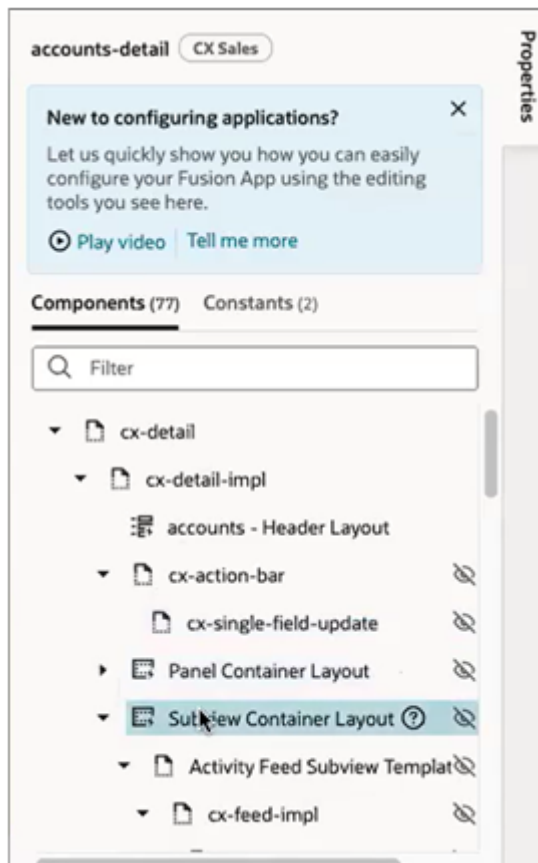 accounts-detail CX Sales
Properties
New to configuring applications?
Let us quickly show you how you can easily
configure your Fusion App using the editing
tools you see here.
Play video Tell me more
Components (77) Constants (2)
Filter
cx-detail
cx-detail-impl
accounts - Header Layout
cx-action-bar
cx-single-field-update
Panel Container Layout
Subview Container Layout
Activity Feed Subview Templat
cx-feed-impl